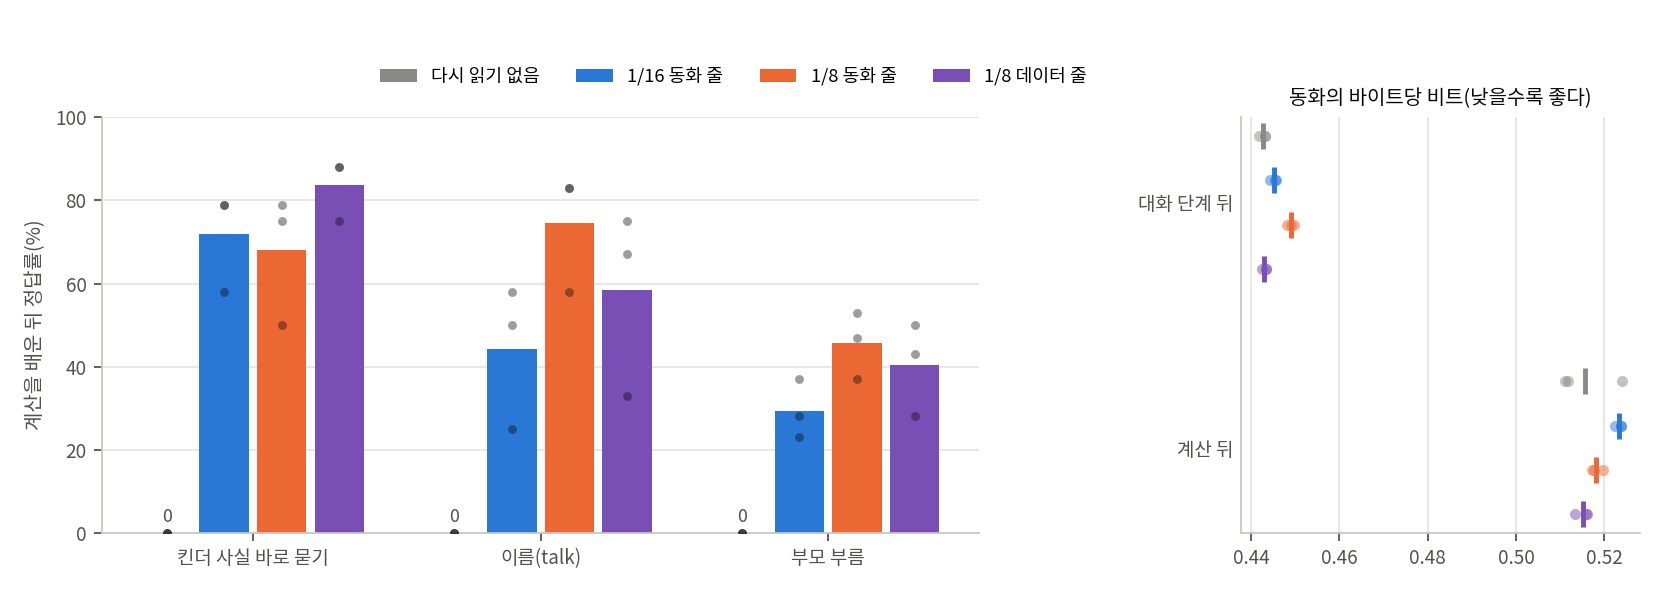 다시 읽기 없음
1/16 동화 줄
1/8 동화 줄
1/8 데이터 줄
계산을 배운 뒤 정답률(%)
100
80
60
40
20
0
0
0
0
킨더 사실 바로 묻기
이름(talk)
부모 부름
동화의 바이트당 비트(낮을수록 좋다)
대화 단계 뒤
계산 뒤
0.44
0.46
0.48
0.50
0.52